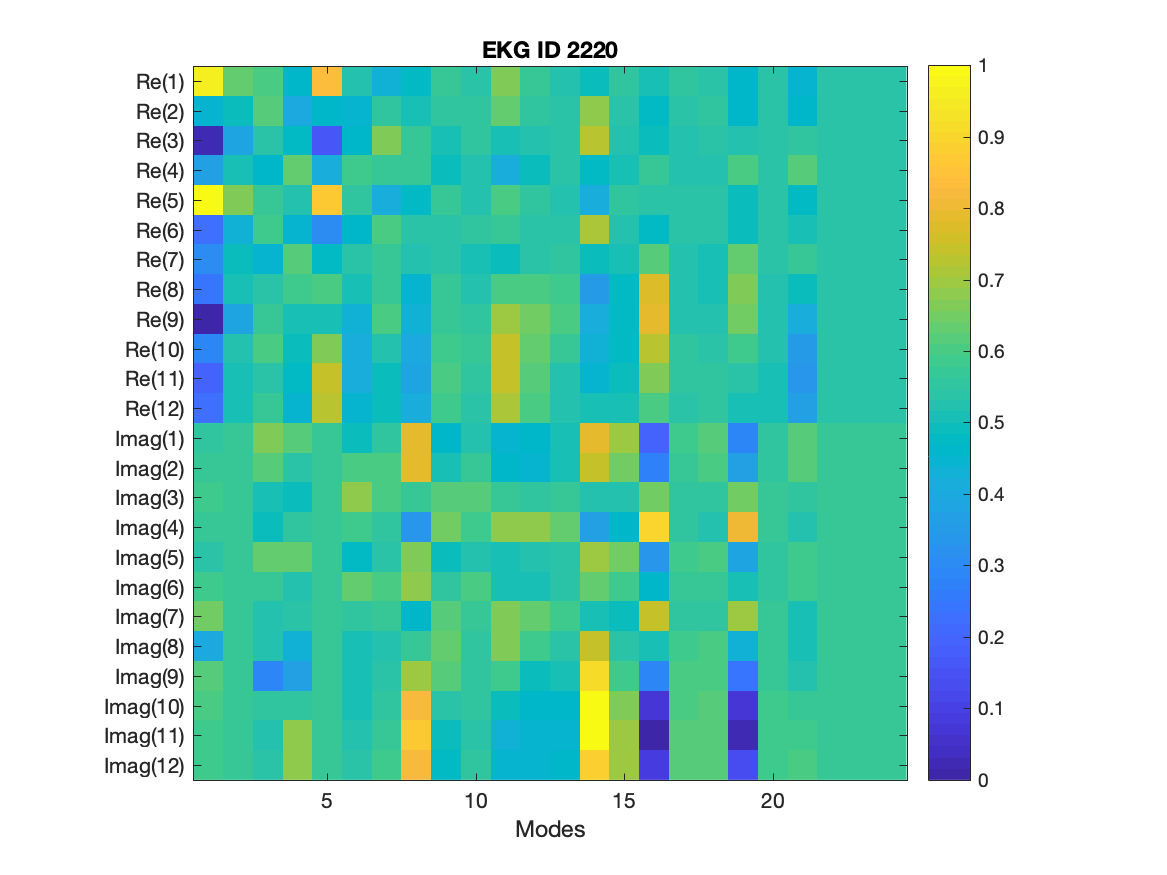 EKG ID 2220
Re(1)
Re(2)
Re(3)
Re(4)
Re(5)
Re(6)
Re(7)
Re(8)
Re(9)
Re(10)
Re(11)
Re(12)
Imag(1)
Imag(2)
Imag(3)
Imag(4)
Imag(5)
Imag(6)
Imag(7)
Imag(8)
Imag(9)
Imag(10)
Imag(11)
Imag(12)
5 10 15 20
Modes
1
0.9
0.8
0.7
0.6
0.5
0.4
0.3
0.2
0.1
0